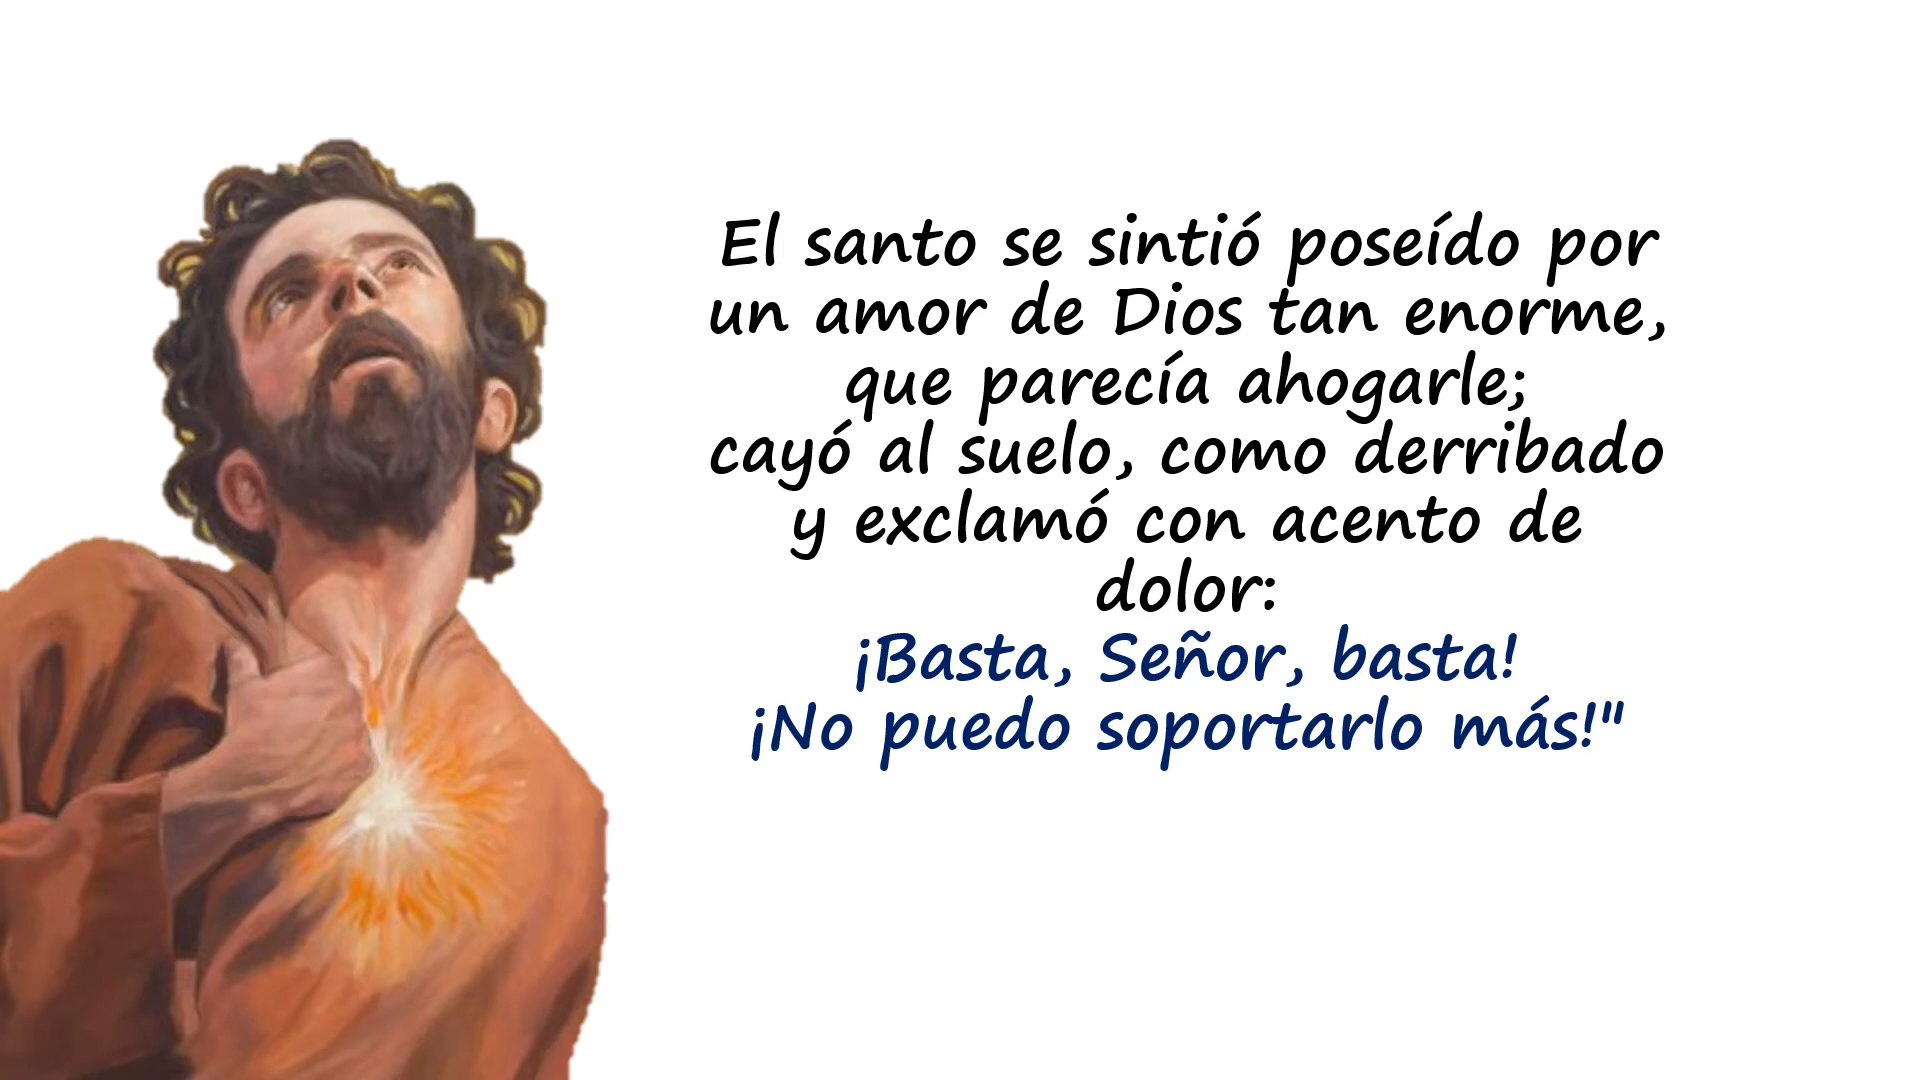 El santo se sintió poseído por
un amor de Dios tan enorme,
que parecía ahogarle;
cayó al suelo, como derribado
y exclamó con acento de
dolor:
¡Basta, Señor, basta!
¡No puedo soportarlo más!"